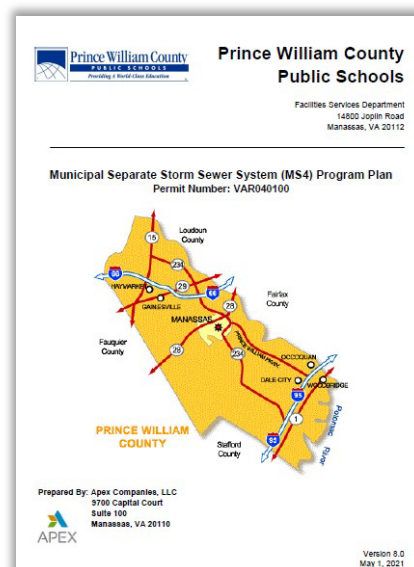 Prince William County
PUBLIC SCHOOLS
Providing A World-Class Education
Prince William County
Public Schools
Facilities Services Department
14800 Joplin Road
Manassas, VA 20112
Municipal Separate Storm Sewer System (MS4) Program Plan
Permit Number: VAR040100
Loudoun
County
15
234
66
29
HAYMARKET
GAINESVILLE
66
28
Fairfax
County
MANASSAS
PRINCE WILLIAM PKWY
Fauquier
County
28
234
OCCOQUAN
DALE CITY
WOODBRIDGE
95
1
PRINCE WILLIAM
COUNTY
Stafford
County
95
Potomac
River
Prepared By: Apex Companies, LLC
9700 Capital Court
Suite 100
Manassas, VA 20110
APEX
Version 8.0
May 1, 2021